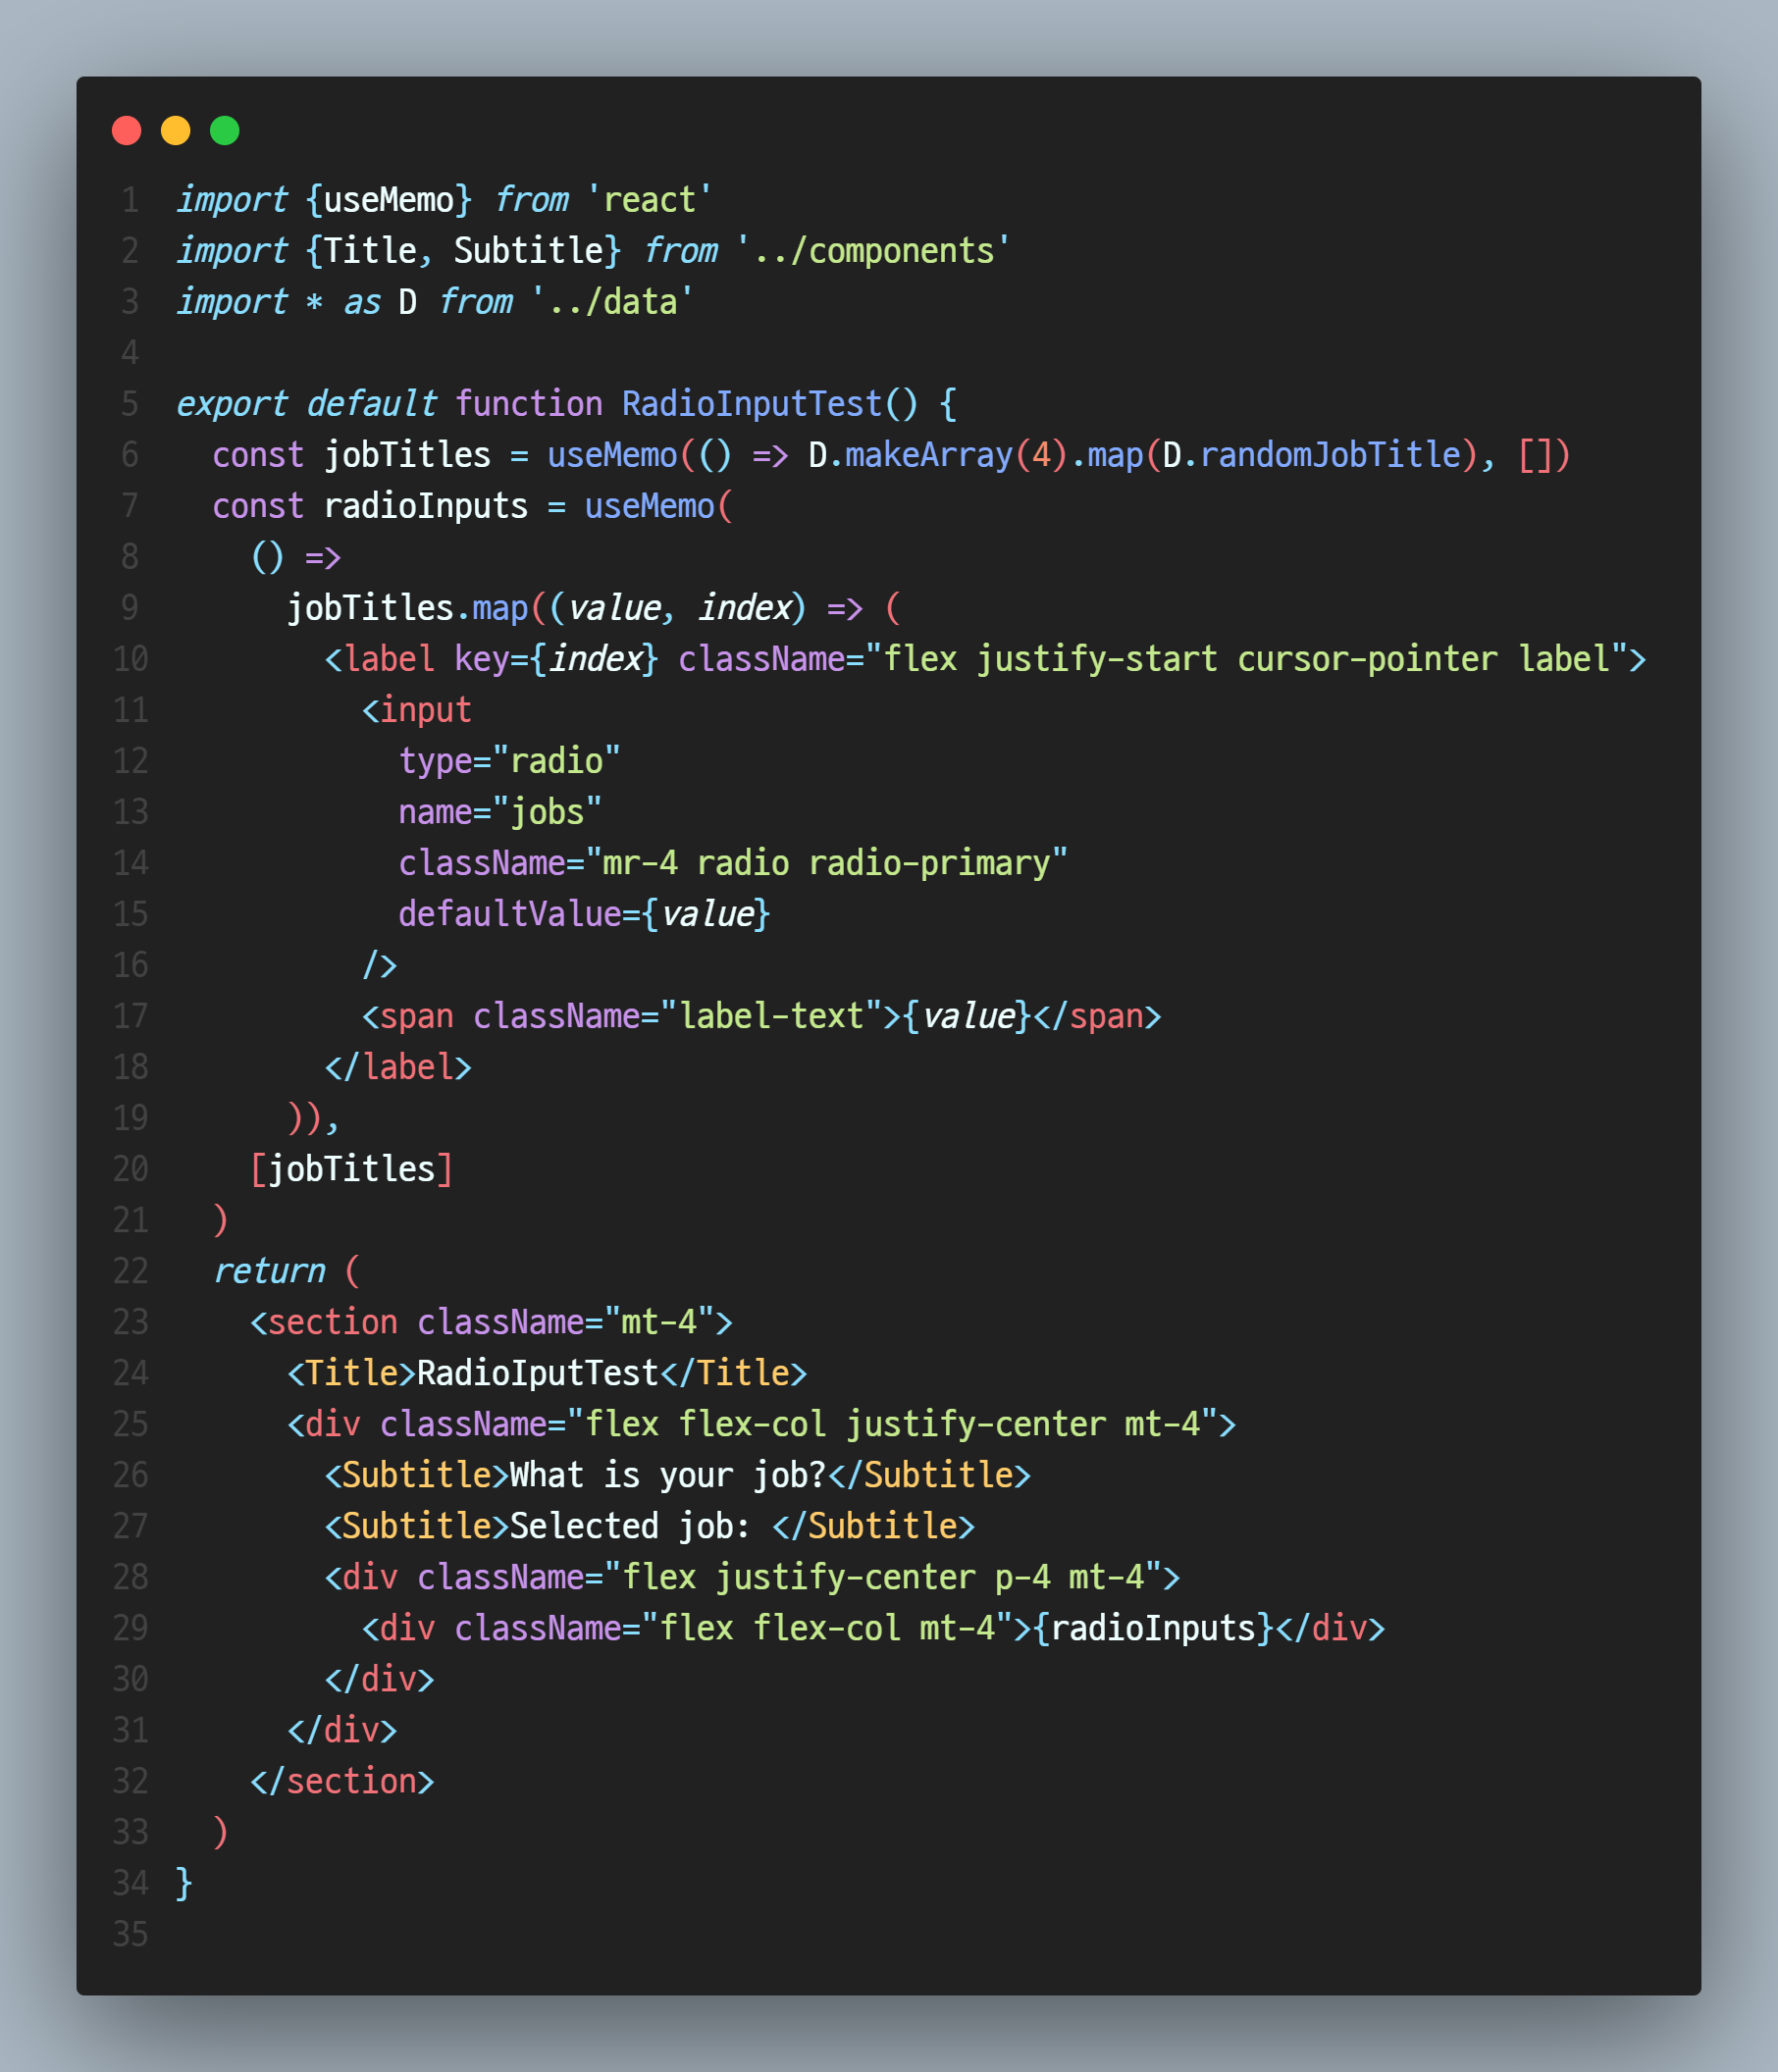 1 import {useMemo} from 'react'
2 import {Title, Subtitle} from '../components'
3 import * as D from '../data'
4
5 export default function RadioInputTest() {
6   const jobTitles = useMemo(() => D.makeArray(4).map(D.randomJobTitle), [])
7   const radioInputs = useMemo(
8     () =>
9       jobTitles.map((value, index) => (
10         <label key={index} className="flex justify-start cursor-pointer label">
11           <input
12             type="radio"
13             name="jobs"
14             className="mr-4 radio radio-primary"
15             defaultValue={value}
16           />
17           <span className="label-text">{value}</span>
18         </label>
19       )),
20     [jobTitles]
21   )
22   return (
23     <section className="mt-4">
24       <Title>RadioIputTest</Title>
25       <div className="flex flex-col justify-center mt-4">
26         <Subtitle>What is your job?</Subtitle>
27         <Subtitle>Selected job: </Subtitle>
28         <div className="flex justify-center p-4 mt-4">
29           <div className="flex flex-col mt-4">{radioInputs}</div>
30         </div>
31       </div>
32     </section>
33   )
34 }
35